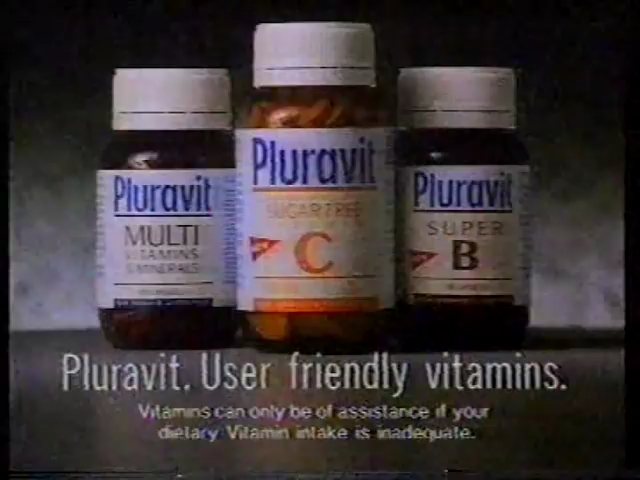 Pluravit
MULTI
VITAMINS
& MINERALS
Pluravit
SUGAR FREE
C
Pluravit
SUPER
B
Pluravit. User friendly vitamins.
Vitamins can only be of assistance if your
dietary Vitamin intake is inadequate.